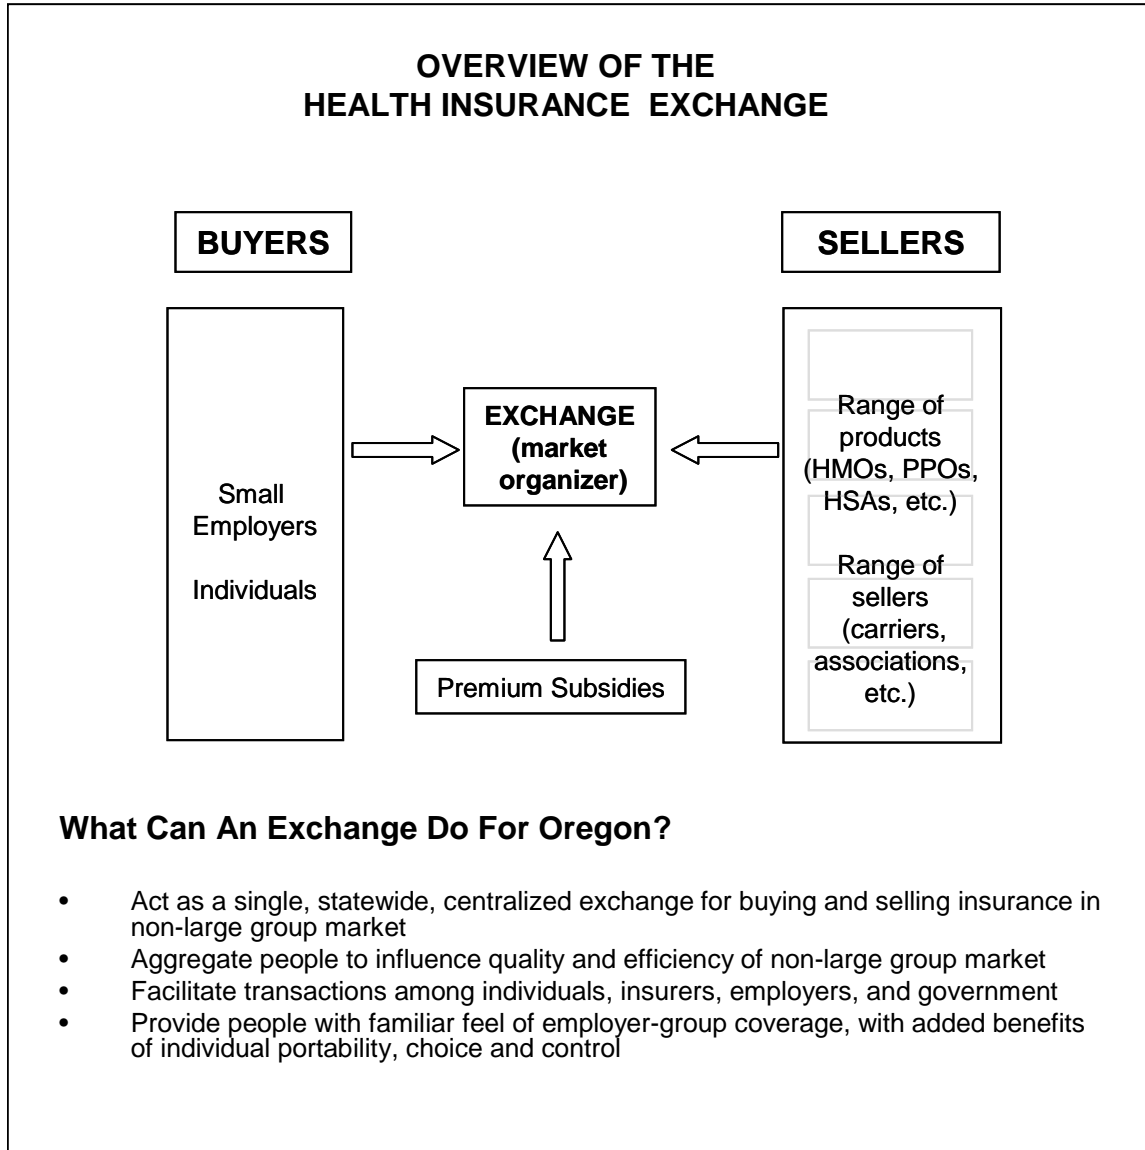 OVERVIEW OF THE
HEALTH INSURANCE EXCHANGE
BUYERS
SELLERS
Small
Employers
Individuals
EXCHANGE
(market
organizer)
Premium Subsidies
Range of
products
(HMOs, PPOs,
HSAs, etc.)
Range of
sellers
(carriers,
associations,
etc.)
What Can An Exchange Do For Oregon?
• Act as a single, statewide, centralized exchange for buying and selling insurance in
non-large group market
• Aggregate people to influence quality and efficiency of non-large group market
• Facilitate transactions among individuals, insurers, employers, and government
• Provide people with familiar feel of employer-group coverage, with added benefits
of individual portability, choice and control